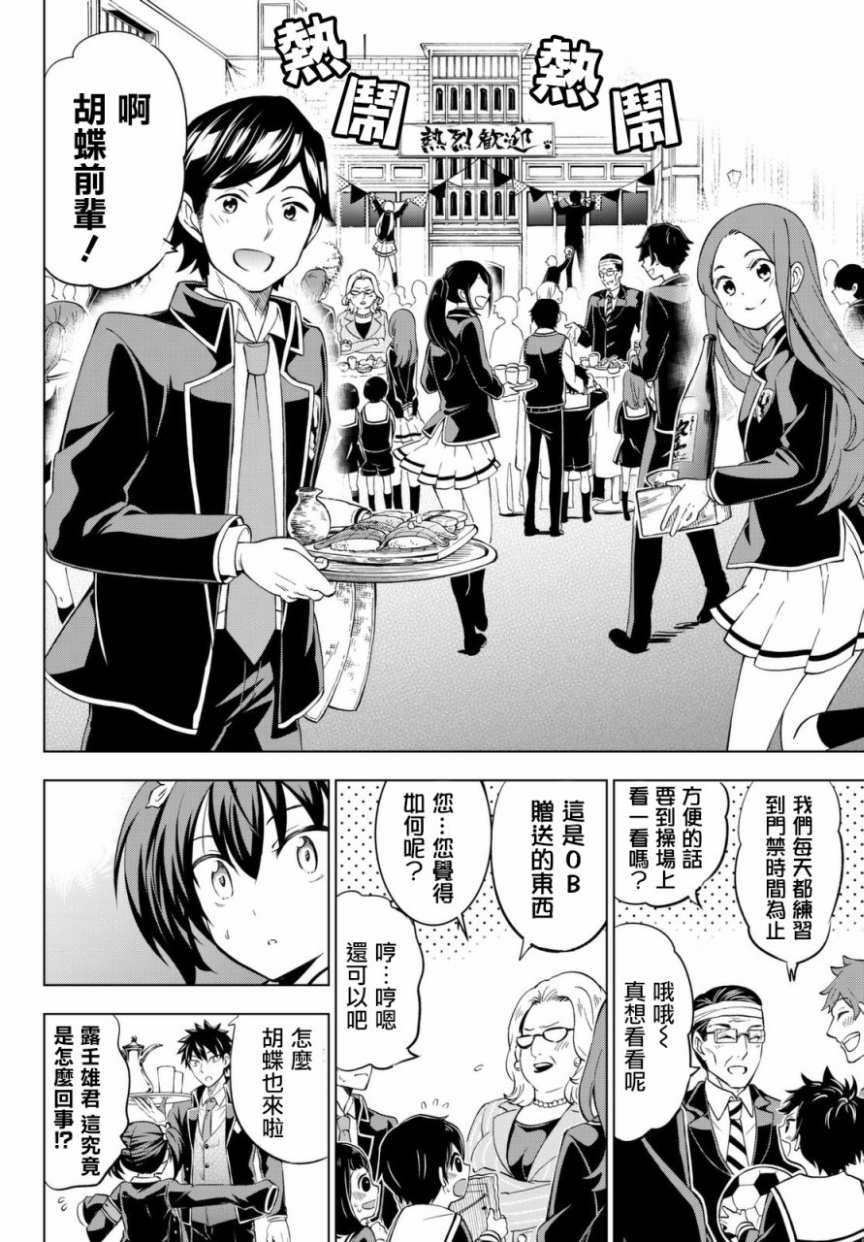 熱鬧
熱鬧
熱烈歡迎
啊
胡蝶前輩！
我們每天都練習
到門禁時間為止
方便的話
要到操場上
看一看嗎？
哦哦～
真想看看呢
這是OB
贈送的東西
您…您覺得
如何呢？
哼…哼嗯
還可以吧
怎麼
胡蝶也來啦
露壬雄君 這究竟
是怎麼回事!?